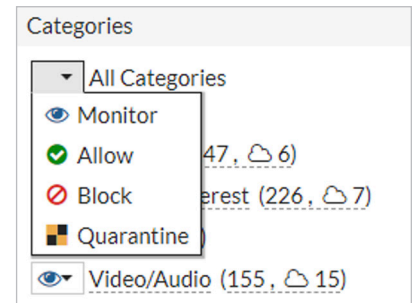 Categories
All Categories
Monitor
Allow 47, 6)
Block erest (226, 7)
Quarantine )
Video/Audio (155, 15)